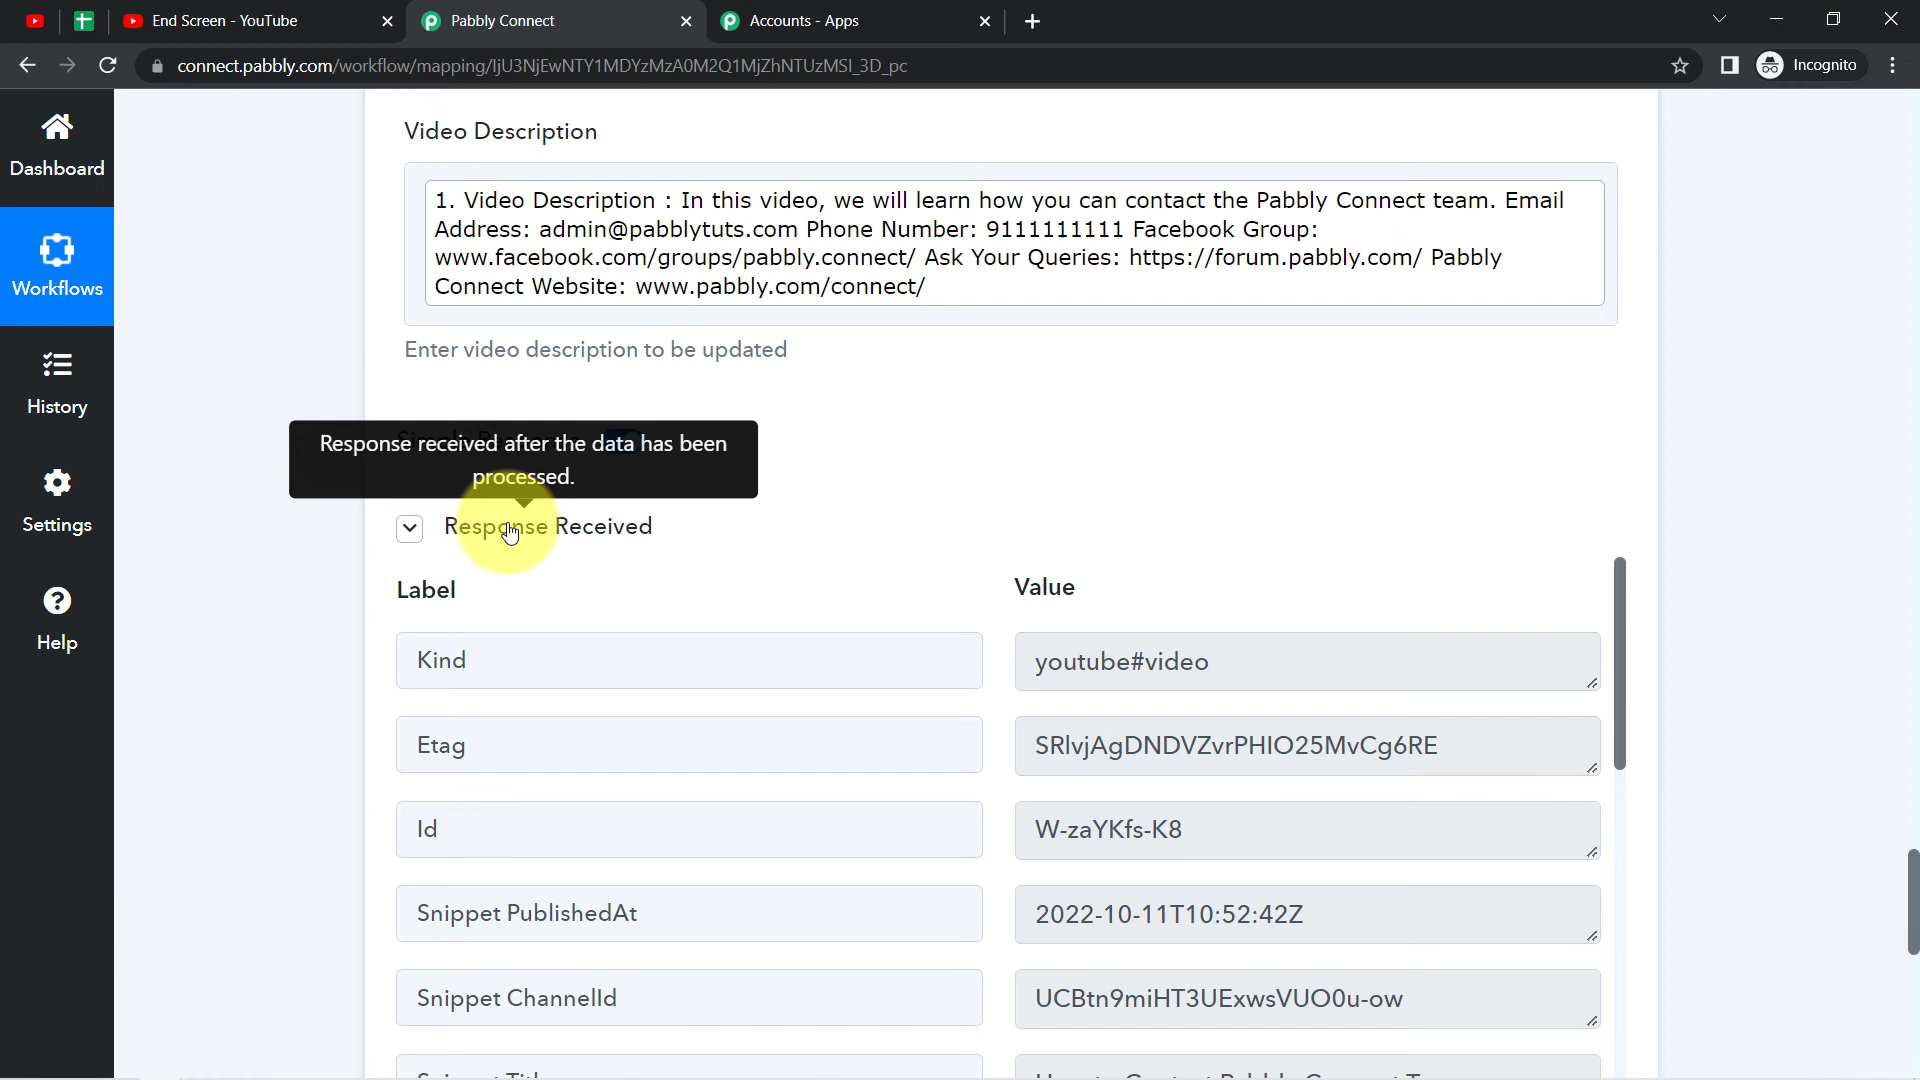 End Screen - YouTube
Pabbly Connect
Accounts - Apps
connect.pabbly.com/workflow/mapping/IjU3NjEwNTY1MDYzMzA0M2Q1MjZhNTUzMSI_3D_pc
Incognito
Dashboard
Workflows
History
Settings
Help
Video Description
1. Video Description : In this video, we will learn how you can contact the Pabbly Connect team. Email
Address: admin@pabblytuts.com Phone Number: 9111111111 Facebook Group:
www.facebook.com/groups/pabbly.connect/ Ask Your Queries: https://forum.pabbly.com/ Pabbly
Connect Website: www.pabbly.com/connect/
Enter video description to be updated
Response received after the data has been
processed.
Response Received
Label
Value
Kind
youtube#video
Etag
SRlvjAgDNDVZvrPHIO25MvCg6RE
Id
W-zaYKfs-K8
Snippet PublishedAt
2022-10-11T10:52:42Z
Snippet ChannelId
UCBtn9miHT3UExwsVUO0u-ow